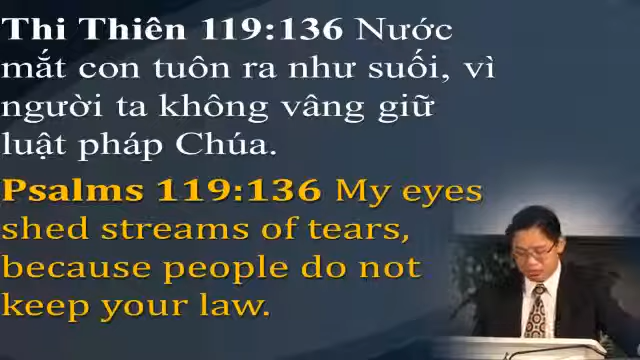 Thi Thiên 119:136 Nước
mắt con tuôn ra như suối, vì
người ta không vâng giữ
luật pháp Chúa.
Psalms 119:136 My eyes
shed streams of tears,
because people do not
keep your law.